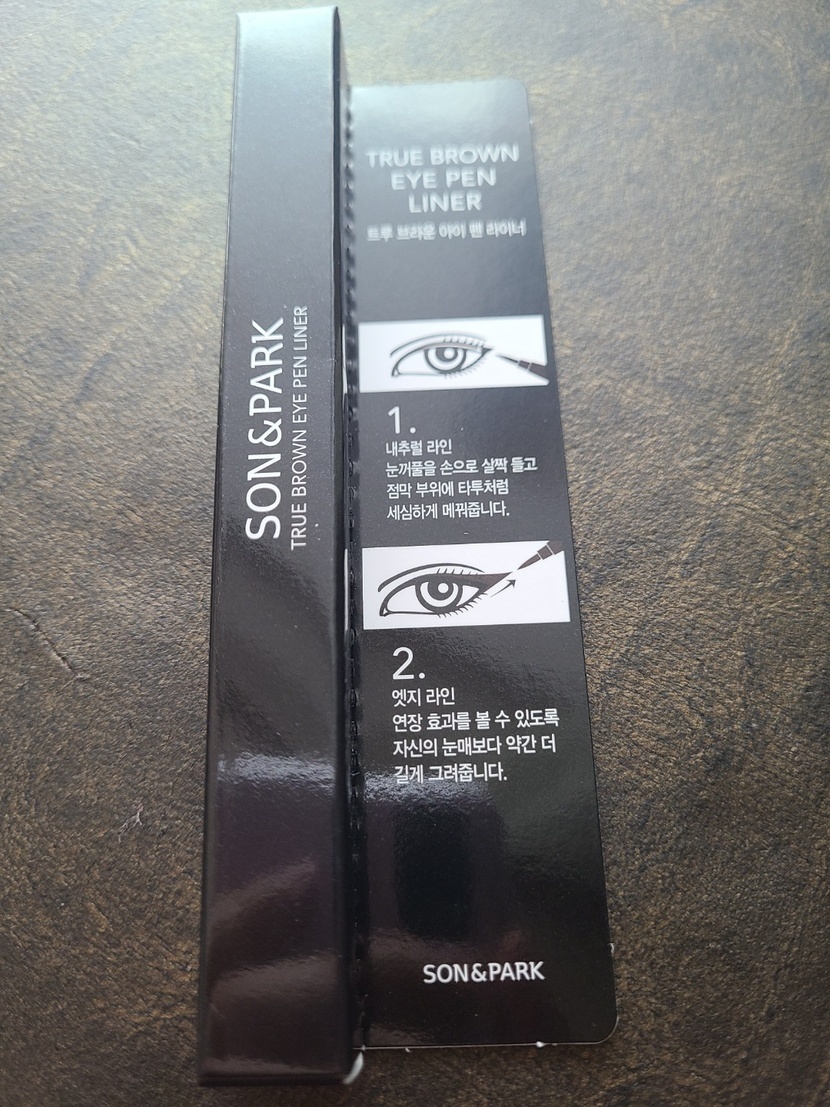 SON&PARK
TRUE BROWN EYE PEN LINER
TRUE BROWN
EYE PEN
LINER
트루 브라운 아이 펜 라이너
1.
내추럴 라인
눈꺼풀을 손으로 살짝 들고
점막 부위에 타투처럼
세심하게 메꿔줍니다.
2.
엣지 라인
연장 효과를 볼 수 있도록
자신의 눈매보다 약간 더
길게 그려줍니다.
SON&PARK